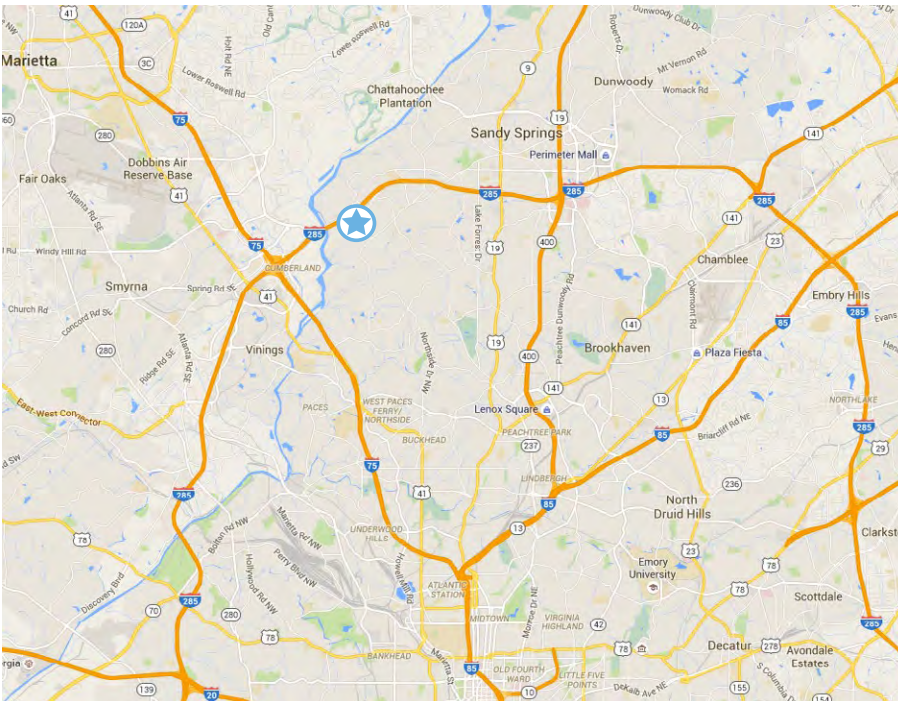 41
120A
Old Cant
Holt Rd NE
Lower Roswell Rd
9
Roberts Dr
Dunwoody Club Dr
Mt Vernon Rd
Marietta
3C
Lower Roswell Rd
Chattahoochee
Plantation
Dunwoody
Womack Rd
75
19
280
Sandy Springs
141
Perimeter Mall
Dobbins Air
Reserve Base
Fair Oaks
41
Atlanta Rd SE
285
285
285
Lake Forrest Dr
141
285
75
19
400
23
Windy Hill Rd
CUMBERLAND
Chamblee
Smyrna
Spring Rd SE
41
Peachtree Dunwoody Rd
Clairmont Rd
Embry Hills
Church Rd
Concord Rd SE
85
285
Evans
141
280
Atlanta Rd SE
Ridge Rd SE
Vinings
Northside Dr NW
19
400
Brookhaven
Plaza Fiesta
141
13
East-West Connector
PACES
WEST PACES
FERRY/
NORTHSIDE
Lenox Square
NORTHLAKE
BUCKHEAD
PEACHTREE PARK
237
85
Briarcliff Rd NE
285
29
75
LINDBERGH
236
285
41
85
North
Druid Hills
Bolton Rd NW
Marietta Rd NW
UNDERWOOD
HILLS
13
78
Perry Blvd NW
Hollywood Rd NW
Howell Mill Rd
23
78
Emory
University
ATLANTIC
STATION
78
Discovery Blvd
285
70
280
Monroe Dr NE
Scottdale
MIDTOWN
VIRGINIA
HIGHLAND
42
285
78
78
Decatur
278
Avondale
Estates
BANKHEAD
Marietta St
85
OLD FOURTH
WARD
LITTLE FIVE
POINTS
139
20
10
DeKalb Ave NE
155
S Columbia Dr
154